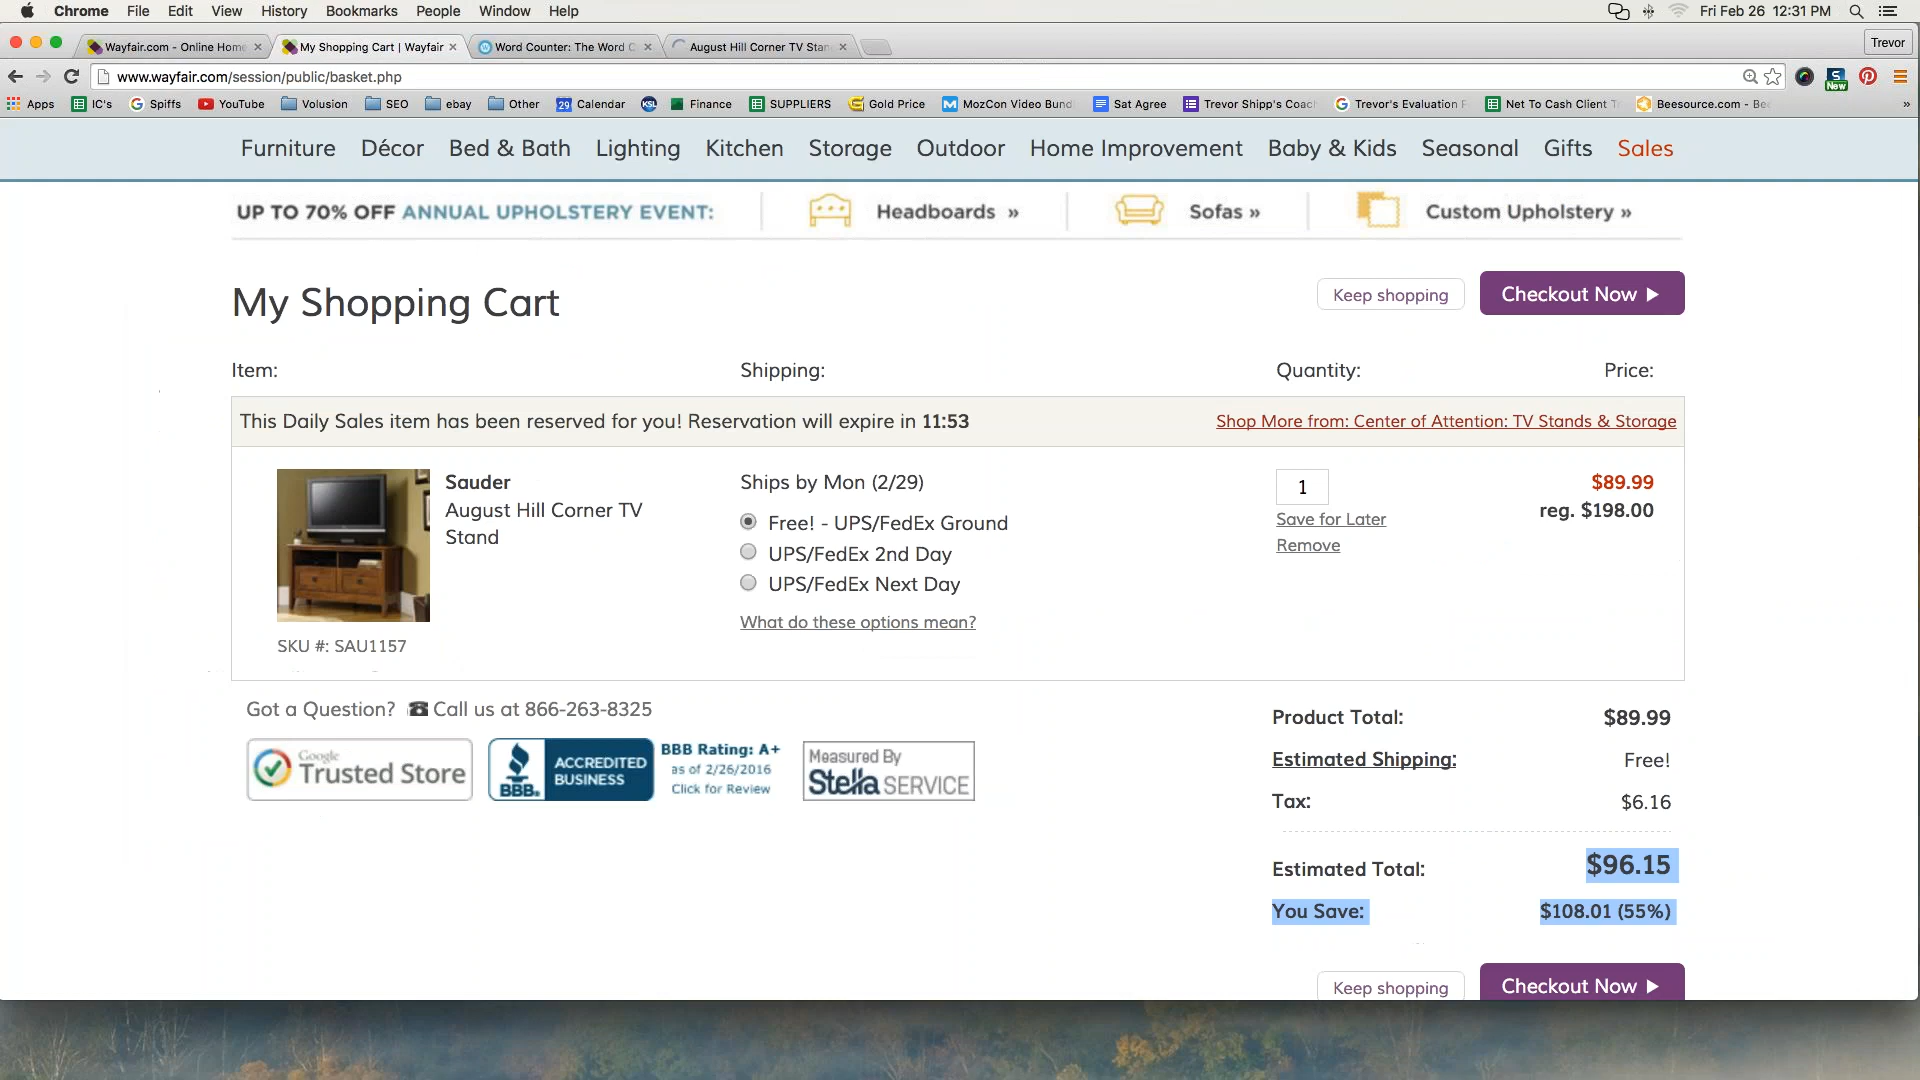 Chrome File Edit View History Bookmarks People Window Help Fri Feb 26 12:31 PM
Wayfair.com - Online Home My Shopping Cart | Wayfair Word Counter: The Word C August Hill Corner TV Stan Trevor
www.wayfair.com/session/public/basket.php New
Apps IC's Spiffs YouTube Volusion SEO ebay Other 29 Calendar KSL Finance SUPPLIERS Gold Price MozCon Video Bund Sat Agree Trevor Shipp's Coac Trevor's Evaluation F Net To Cash Client T Beesource.com - Bee »
Furniture Décor Bed & Bath Lighting Kitchen Storage Outdoor Home Improvement Baby & Kids Seasonal Gifts Sales
UP TO 70% OFF ANNUAL UPHOLSTERY EVENT: Headboards » Sofas » Custom Upholstery »
My Shopping Cart Keep shopping Checkout Now
Item: Shipping: Quantity: Price:
This Daily Sales item has been reserved for you! Reservation will expire in 11:53 Shop More from: Center of Attention: TV Stands & Storage
Sauder Ships by Mon (2/29) 1 $89.99
August Hill Corner TV Free! - UPS/FedEx Ground Save for Later reg. $198.00
Stand UPS/FedEx 2nd Day Remove
UPS/FedEx Next Day
What do these options mean?
SKU #: SAU1157
Got a Question? Call us at 866-263-8325
Google
Trusted Store
BBB.
ACCREDITED
BUSINESS
BBB Rating: A+
as of 2/26/2016
Click for Review
Measured By
StellaSERVICE
Product Total: $89.99
Estimated Shipping: Free!
Tax: $6.16
Estimated Total: $96.15
You Save: $108.01 (55%)
Keep shopping Checkout Now